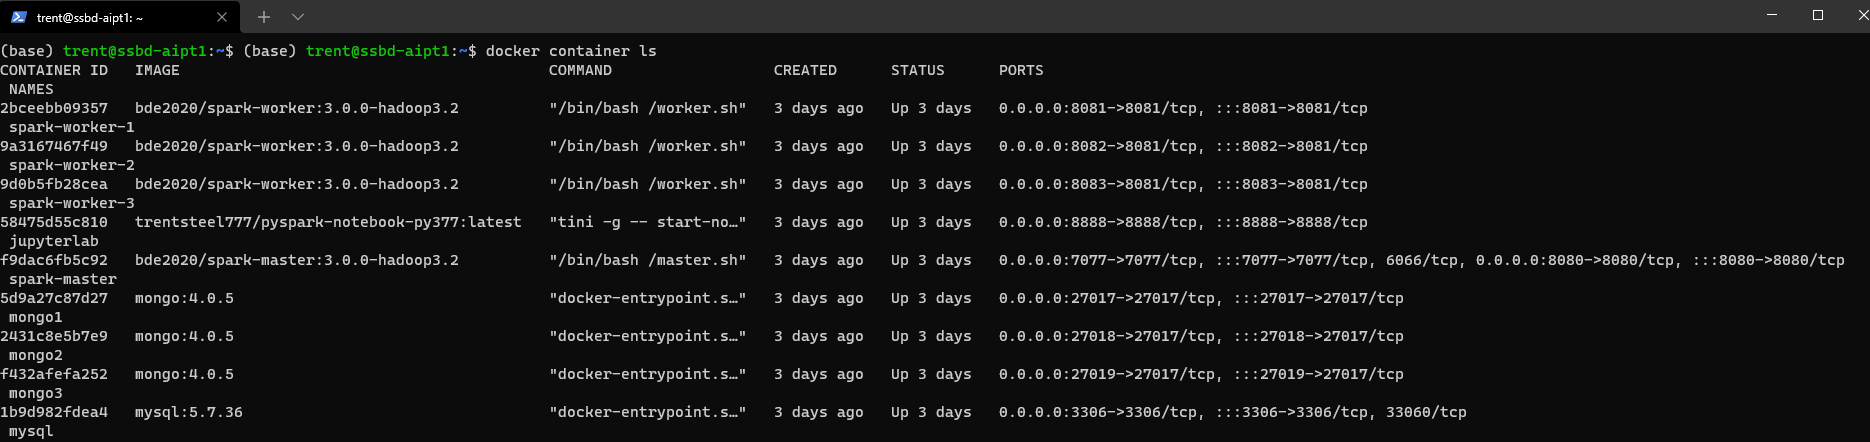 trent@ssbd-aipt1: ~
(base) trent@ssbd-aipt1:~$ (base) trent@ssbd-aipt1:~$ docker container ls
CONTAINER ID   IMAGE                                         COMMAND                  CREATED      STATUS      PORTS
 NAMES
2bceebb09357   bde2020/spark-worker:3.0.0-hadoop3.2          "/bin/bash /worker.sh"   3 days ago   Up 3 days   0.0.0.0:8081->8081/tcp, :::8081->8081/tcp
 spark-worker-1
9a3167467f49   bde2020/spark-worker:3.0.0-hadoop3.2          "/bin/bash /worker.sh"   3 days ago   Up 3 days   0.0.0.0:8082->8081/tcp, :::8082->8081/tcp
 spark-worker-2
9d0b5fb28cea   bde2020/spark-worker:3.0.0-hadoop3.2          "/bin/bash /worker.sh"   3 days ago   Up 3 days   0.0.0.0:8083->8081/tcp, :::8083->8081/tcp
 spark-worker-3
58475d55c810   trentsteel777/pyspark-notebook-py377:latest   "tini -g -- start-no…"   3 days ago   Up 3 days   0.0.0.0:8888->8888/tcp, :::8888->8888/tcp
 jupyterlab
f9dac6fb5c92   bde2020/spark-master:3.0.0-hadoop3.2          "/bin/bash /master.sh"   3 days ago   Up 3 days   0.0.0.0:7077->7077/tcp, :::7077->7077/tcp, 6066/tcp, 0.0.0.0:8080->8080/tcp, :::8080->8080/tcp
 spark-master
5d9a27c87d27   mongo:4.0.5                                   "docker-entrypoint.s…"   3 days ago   Up 3 days   0.0.0.0:27017->27017/tcp, :::27017->27017/tcp
 mongo1
2431c8e5b7e9   mongo:4.0.5                                   "docker-entrypoint.s…"   3 days ago   Up 3 days   0.0.0.0:27018->27017/tcp, :::27018->27017/tcp
 mongo2
f432afefa252   mongo:4.0.5                                   "docker-entrypoint.s…"   3 days ago   Up 3 days   0.0.0.0:27019->27017/tcp, :::27019->27017/tcp
 mongo3
1b9d982fdea4   mysql:5.7.36                                  "docker-entrypoint.s…"   3 days ago   Up 3 days   0.0.0.0:3306->3306/tcp, :::3306->3306/tcp, 33060/tcp
 mysql